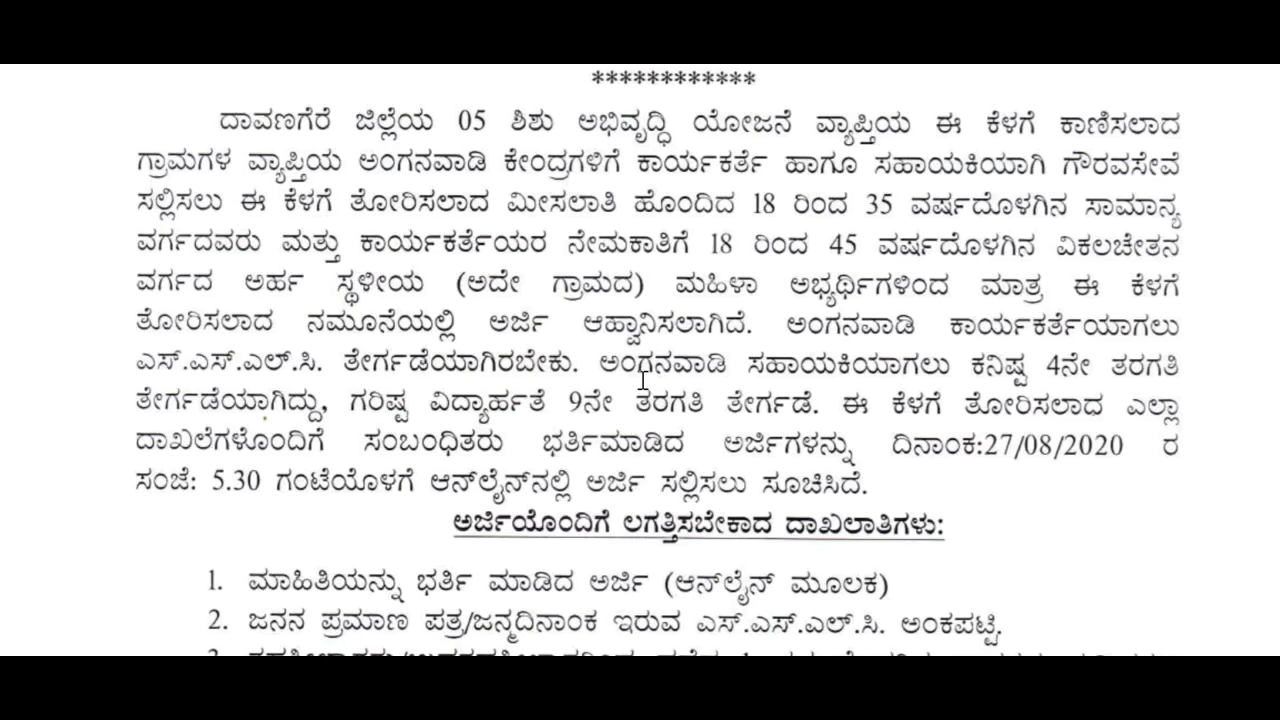 ************
ದಾವಣಗೆರೆ ಜಿಲ್ಲೆಯ 05 ಶಿಶು ಅಭಿವೃದ್ಧಿ ಯೋಜನೆ ವ್ಯಾಪ್ತಿಯ ಈ ಕೆಳಗೆ ಕಾಣಿಸಲಾದ
ಗ್ರಾಮಗಳ ವ್ಯಾಪ್ತಿಯ ಅಂಗನವಾಡಿ ಕೇಂದ್ರಗಳಿಗೆ ಕಾರ್ಯಕರ್ತೆ ಹಾಗೂ ಸಹಾಯಕಿಯಾಗಿ ಗೌರವಸೇವೆ
ಸಲ್ಲಿಸಲು ಈ ಕೆಳಗೆ ತೋರಿಸಲಾದ ಮೀಸಲಾತಿ ಹೊಂದಿದ 18 ರಿಂದ 35 ವರ್ಷದೊಳಗಿನ ಸಾಮಾನ್ಯ
ವರ್ಗದವರು ಮತ್ತು ಕಾರ್ಯಕರ್ತೆಯರ ನೇಮಕಾತಿಗೆ 18 ರಿಂದ 45 ವರ್ಷದೊಳಗಿನ ವಿಕಲಚೇತನ
ವರ್ಗದ ಅರ್ಹ ಸ್ಥಳೀಯ (ಅದೇ ಗ್ರಾಮದ) ಮಹಿಳಾ ಅಭ್ಯರ್ಥಿಗಳಿಂದ ಮಾತ್ರ ಈ ಕೆಳಗೆ
ತೋರಿಸಲಾದ ನಮೂನೆಯಲ್ಲಿ ಅರ್ಜಿ ಆಹ್ವಾನಿಸಲಾಗಿದೆ. ಅಂಗನವಾಡಿ ಕಾರ್ಯಕರ್ತೆಯಾಗಲು
ಎಸ್.ಎಸ್.ಎಲ್.ಸಿ. ತೇರ್ಗಡೆಯಾಗಿರಬೇಕು. ಅಂಗನವಾಡಿ ಸಹಾಯಕಿಯಾಗಲು ಕನಿಷ್ಟ 4ನೇ ತರಗತಿ
ತೇರ್ಗಡೆಯಾಗಿದ್ದು, ಗರಿಷ್ಟ ವಿದ್ಯಾರ್ಹತೆ 9ನೇ ತರಗತಿ ತೇರ್ಗಡೆ. ಈ ಕೆಳಗೆ ತೋರಿಸಲಾದ ಎಲ್ಲಾ
ದಾಖಲೆಗಳೊಂದಿಗೆ ಸಂಬಂಧಿತರು ಭರ್ತಿಮಾಡಿದ ಅರ್ಜಿಗಳನ್ನು ದಿನಾಂಕ:27/08/2020 ರ
ಸಂಜೆ: 5.30 ಗಂಟೆಯೊಳಗೆ ಆನ್‌ಲೈನ್‌ನಲ್ಲಿ ಅರ್ಜಿ ಸಲ್ಲಿಸಲು ಸೂಚಿಸಿದೆ.
ಅರ್ಜಿಯೊಂದಿಗೆ ಲಗತ್ತಿಸಬೇಕಾದ ದಾಖಲಾತಿಗಳು:
1. ಮಾಹಿತಿಯನ್ನು ಭರ್ತಿ ಮಾಡಿದ ಅರ್ಜಿ (ಆನ್‌ಲೈನ್ ಮೂಲಕ)
2. ಜನನ ಪ್ರಮಾಣ ಪತ್ರ/ಜನ್ಮದಿನಾಂಕ ಇರುವ ಎಸ್.ಎಸ್.ಎಲ್.ಸಿ. ಅಂಕಪಟ್ಟಿ.